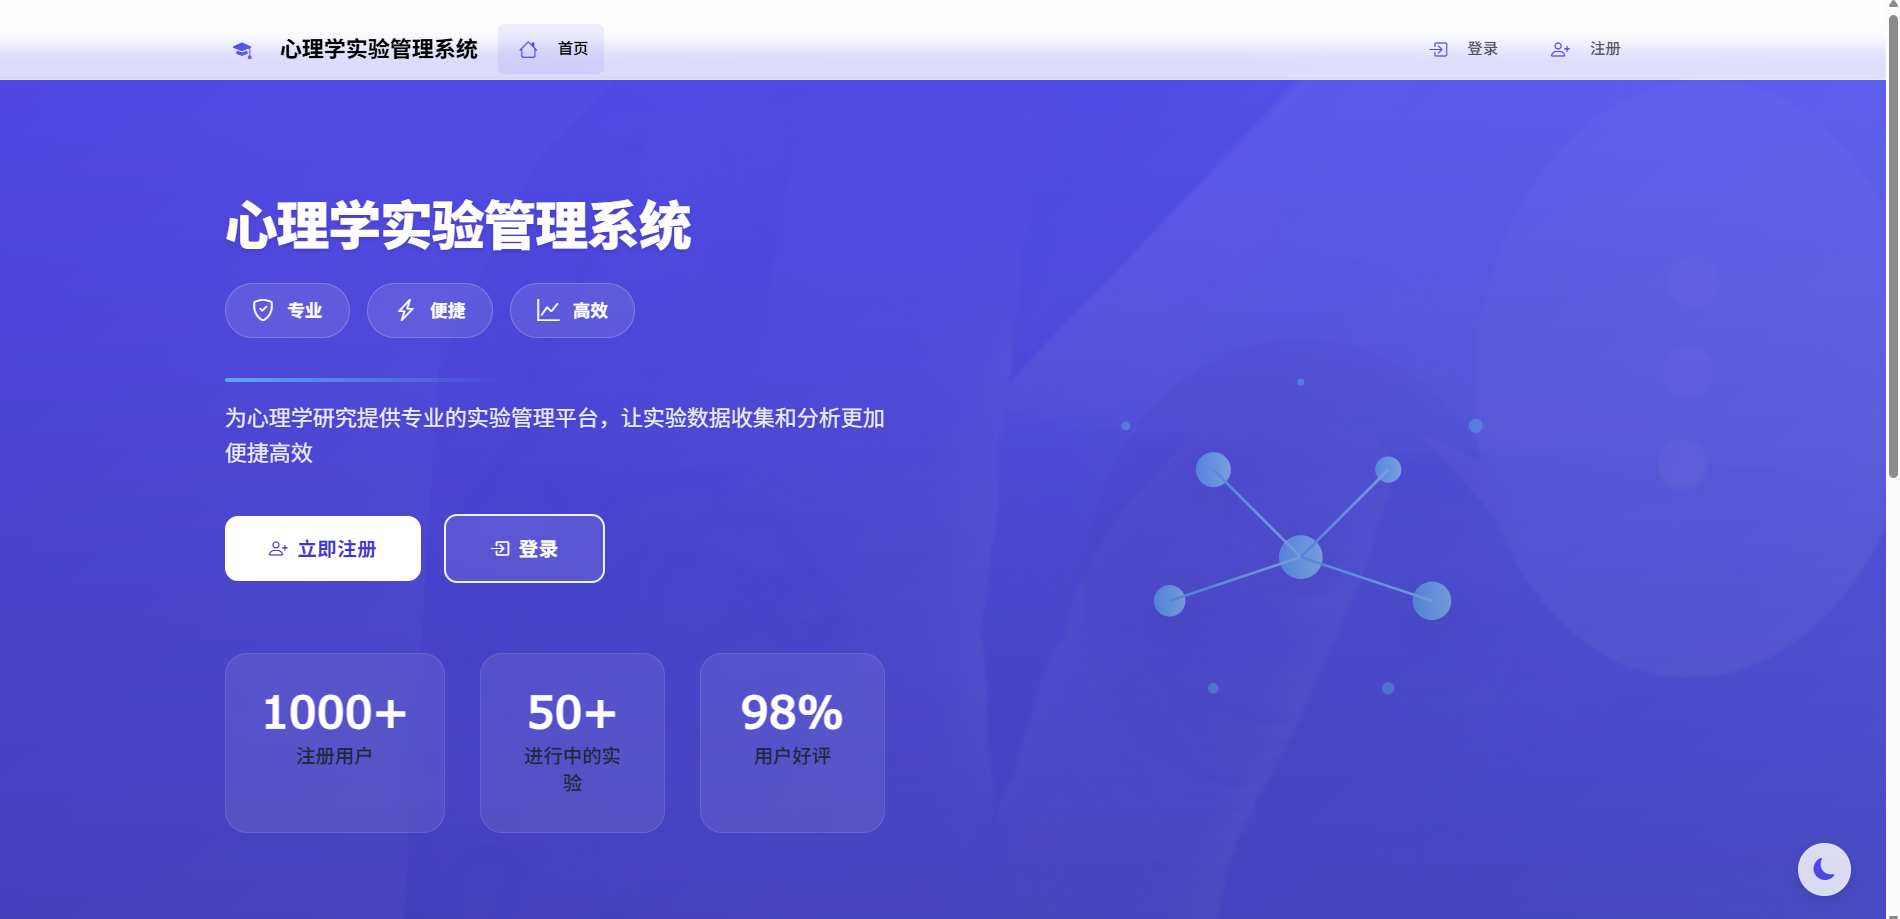 心理学实验管理系统
首页
登录
注册
心理学实验管理系统
专业
便捷
高效
为心理学研究提供专业的实验管理平台，让实验数据收集和分析更加
便捷高效
立即注册
登录
1000+
注册用户
50+
进行中的实
验
98%
用户好评